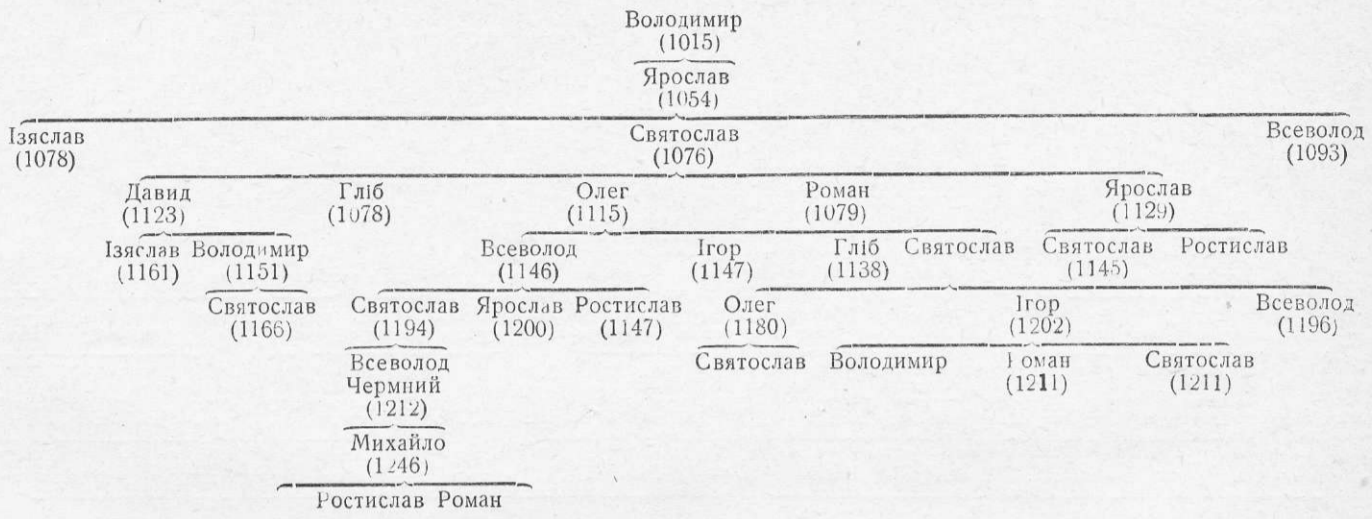 Володимир
(1015)
Ярослав
(1054)
Ізяслав Святослав Всеволод
(1078) (1076) (1093)
Давид Гліб Олег Роман Ярослав
(1123) (1078) (1115) (1079) (1129)
Ізяслав Володимир Всеволод Ігор Гліб Святослав Святослав Ростислав
(1161) (1151) (1146) (1147) (1138) (1145)
Святослав Святослав Ярослав Ростислав Олег Ігор Всеволод
(1166) (1194) (1200) (1147) (1180) (1202) (1196)
Всеволод Святослав Володимир Роман Святослав
Чермний (1211) (1211)
(1212)
Михайло
(1246)
Ростислав Роман